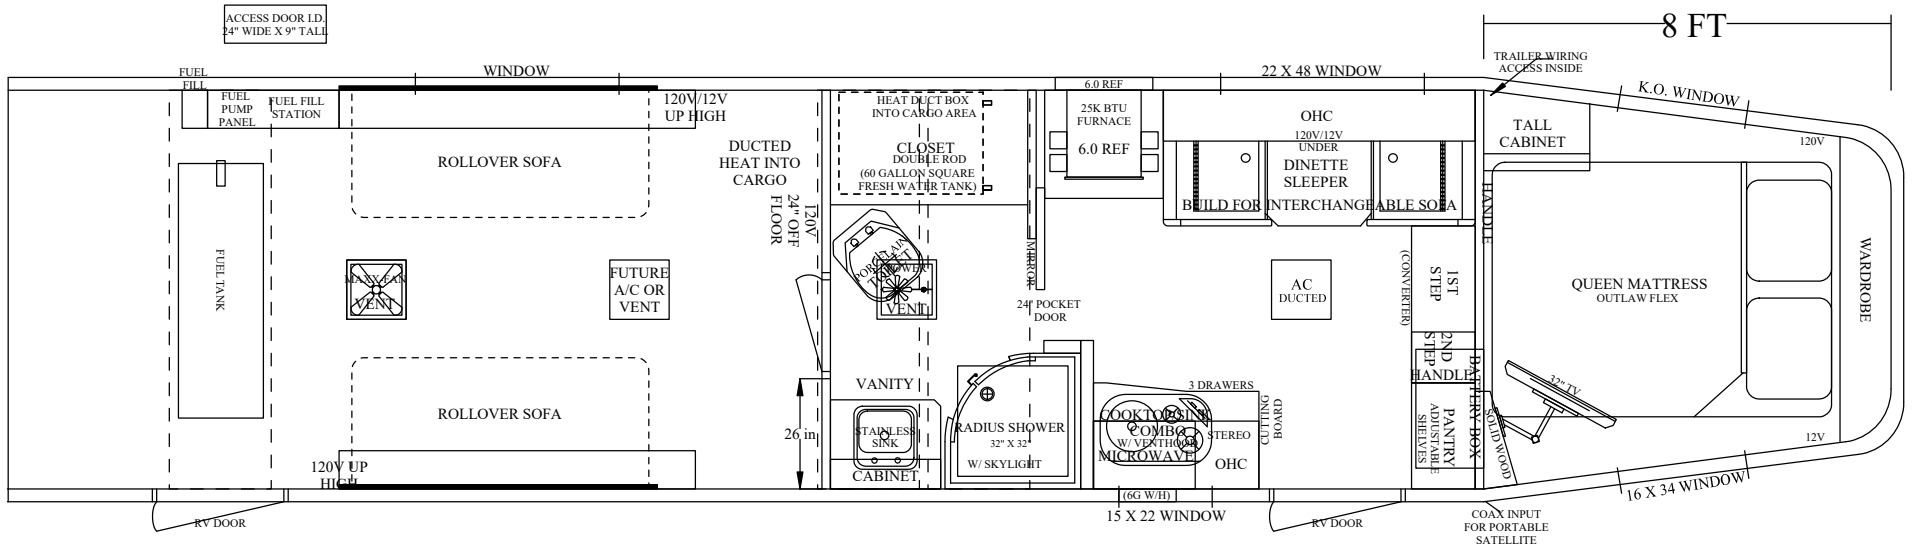 ACCESS DOOR I.D.
24" WIDE X 9" TALL
8 FT
TRAILER WIRING
ACCESS INSIDE
FUEL
FILL
WINDOW
6.0 REF
22 X 48 WINDOW
K.O. WINDOW
FUEL
PUMP
PANEL
FUEL FILL
STATION
120V/12V
UP HIGH
HEAT DUCT BOX
INTO CARGO AREA
25K BTU
FURNACE
6.0 REF
OHC
120V/12V
UNDER
TALL
CABINET
120V
ROLLOVER SOFA
DUCTED
HEAT INTO
CARGO
CLOSET
DOUBLE ROD
(60 GALLON SQUARE
FRESH WATER TANK)
DINETTE
SLEEPER
BUILD FOR INTERCHANGEABLE SOFA
HANDLE
120V
24" OFF
FLOOR
FUEL TANK
MAXX FAN
VENT
FUTURE
A/C OR
VENT
PORCELAIN
TOILET
POWER
VENT
MIRROR
24" POCKET
DOOR
AC
DUCTED
(CONVERTER)
1ST
STEP
QUEEN MATTRESS
OUTLAW FLEX
WARDROBE
2ND
STEP
HANDLE
BATTERY BOX
32" TV
ROLLOVER SOFA
26 in
VANITY
STAINLESS
SINK
CABINET
RADIUS SHOWER
32" X 32"
W/ SKYLIGHT
3 DRAWERS
COOKTOP/SINK
COMBO
W/ VENTHOOD
MICROWAVE
STEREO
OHC
CUTTING
BOARD
PANTRY
ADJUSTABLE
SHELVES
SOLID WOOD
12V
120V UP
HIGH
(6G W/H)
15 X 22 WINDOW
16 X 34 WINDOW
RV DOOR
RV DOOR
COAX INPUT
FOR PORTABLE
SATELLITE